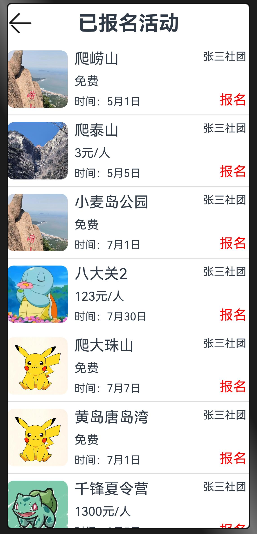 已报名活动
爬崂山 张三社团
免费
时间：5月1日 报名
爬泰山 张三社团
3元/人
时间：5月5日 报名
小麦岛公园 张三社团
免费
时间：7月1日 报名
八大关2 张三社团
123元/人
时间：7月30日 报名
爬大珠山 张三社团
免费
时间：7月7日 报名
黄岛唐岛湾 张三社团
免费
时间：7月1日 报名
千锋夏令营 张三社团
1300元/人